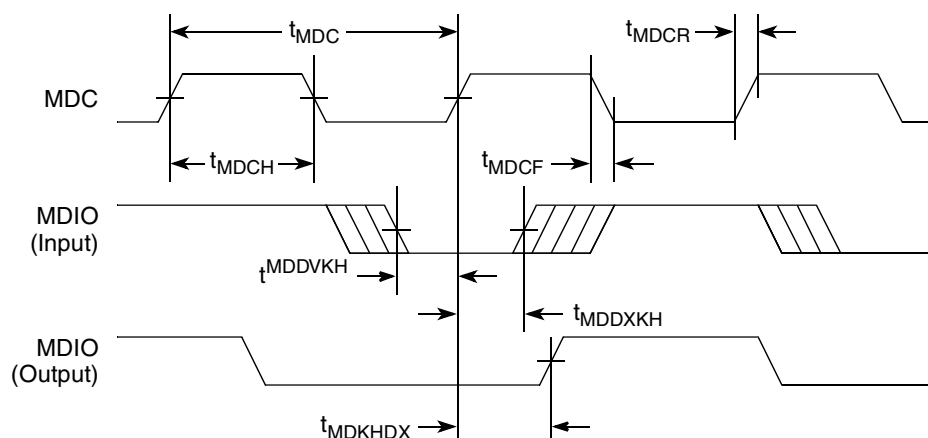 tMDC
tMDCR
MDC
tMDCH
tMDCF
MDIO
(Input)
tMDDVKH
tMDDXKH
MDIO
(Output)
tMDKHDX